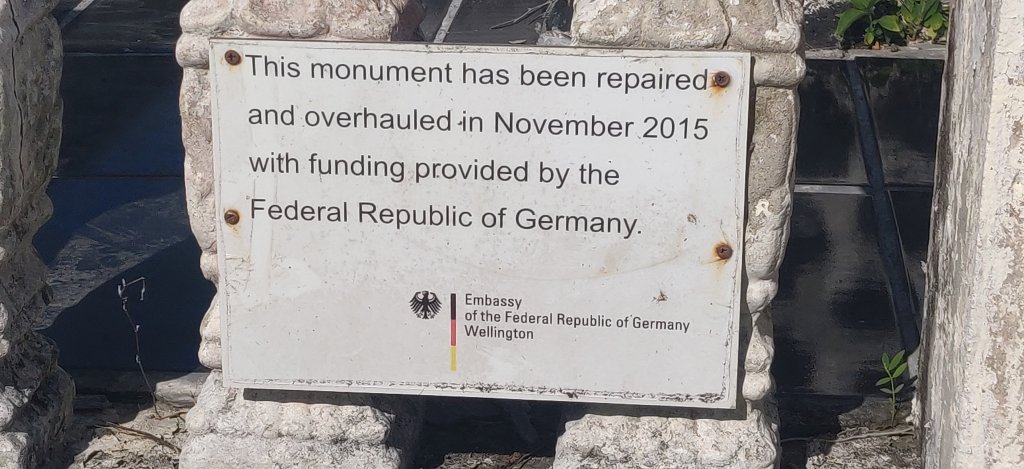 This monument has been repaired
and overhauled in November 2015
with funding provided by the
Federal Republic of Germany.
Embassy
of the Federal Republic of Germany
Wellington